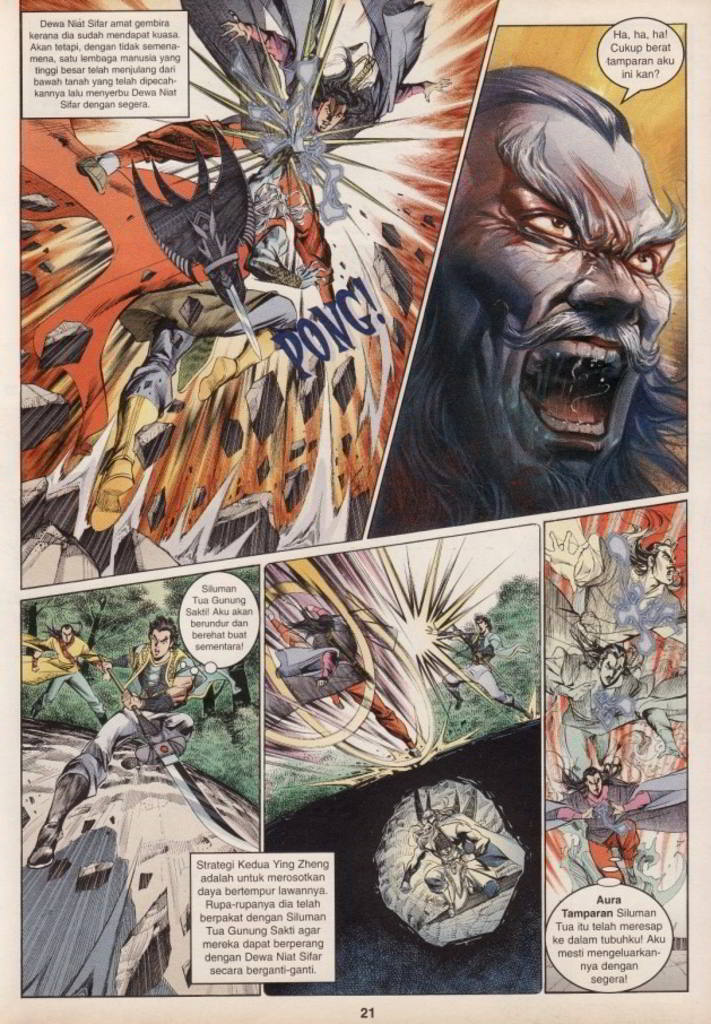 Dewa Niat Sifar amat gembira
kerana dia sudah mendapat kuasa.
Akan tetapi, dengan tidak semena-
mena, satu lembaga manusia yang
tinggi besar telah menjulang dari
bawah tanah yang telah dipecah-
kannya lalu menyerbu Dewa Niat
Sifar dengan segera.
Ha, ha, ha!
Cukup berat
tamparan aku
ini kan?
PONG!
Siluman
Tua Gunung
Sakti! Aku akan
berundur dan
berehat buat
sementara!
Strategi Kedua Ying Zheng
adalah untuk merosotkan
daya bertempur lawannya.
Rupa-rupanya dia telah
berpakat dengan Siluman
Tua Gunung Sakti agar
mereka dapat berperang
dengan Dewa Niat Sifar
secara berganti-ganti.
Aura
Tamparan Siluman
Tua itu telah meresap
ke dalam tubuhku! Aku
mesti mengeluarkan-
nya dengan
segera!
21